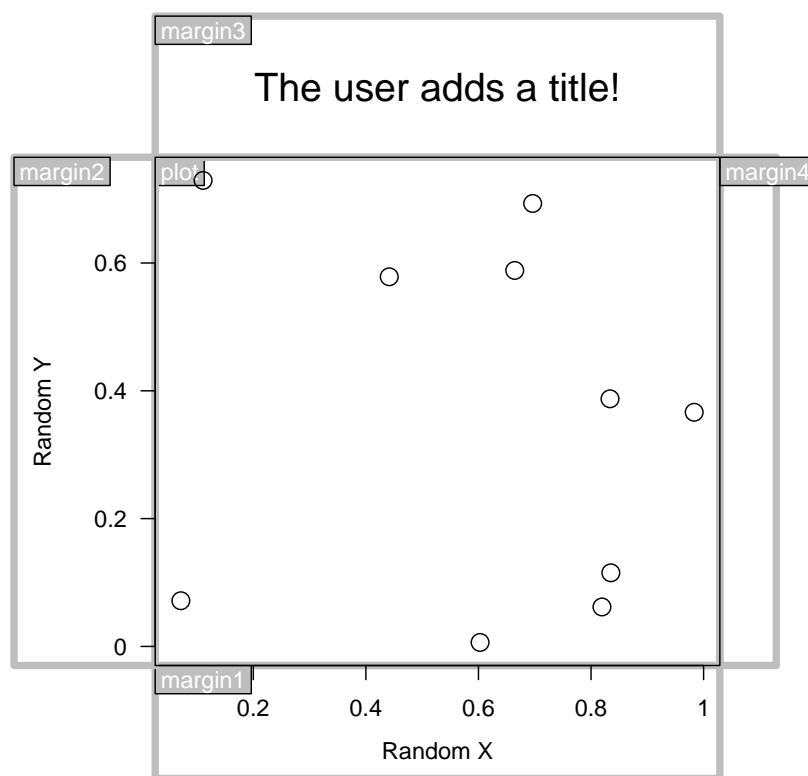 margin3
The user adds a title!
margin2
plot
margin4
0.6
0.4
0.2
0
Random Y
margin1
0.2 0.4 0.6 0.8 1
Random X